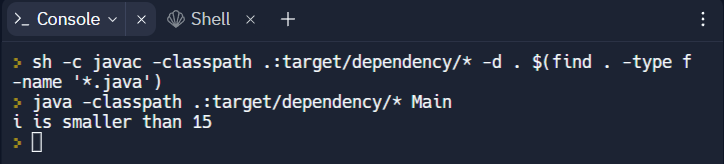 Console
Shell
> sh -c javac -classpath .:target/dependency/* -d . $(find . -type f
-name '*.java')
> java -classpath .:target/dependency/* Main
i is smaller than 15
>